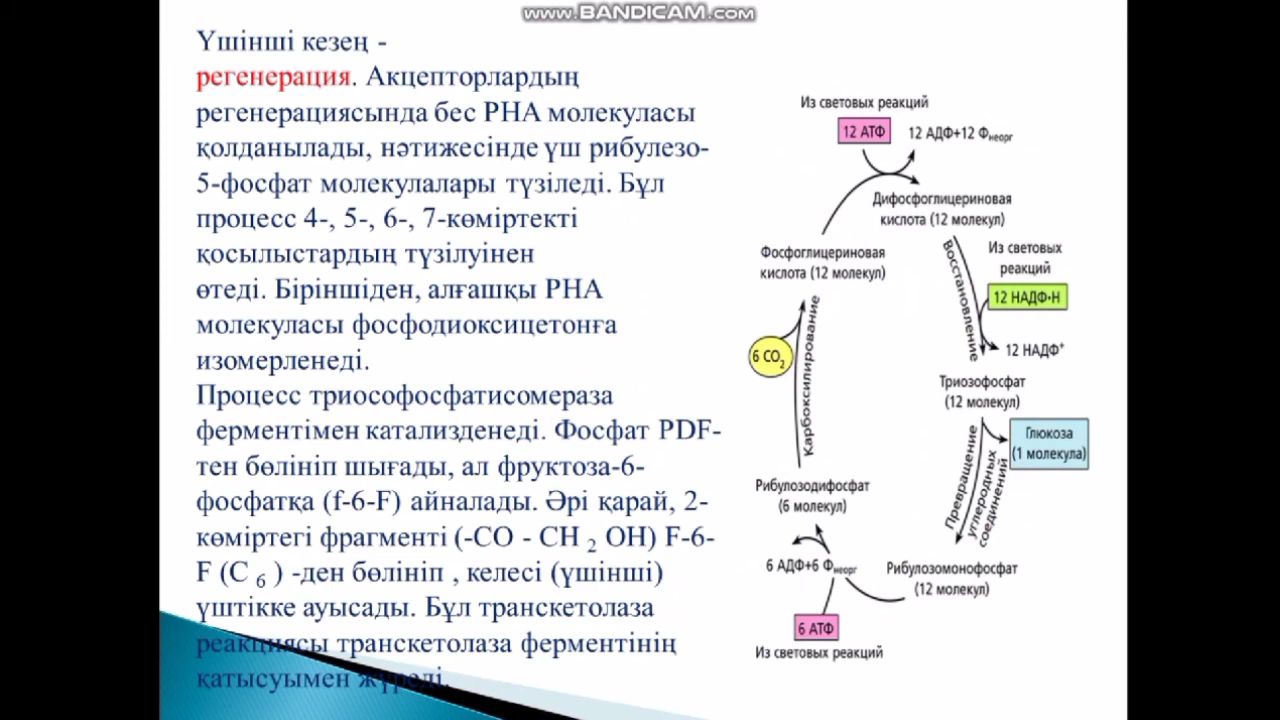 www.BANDICAM.com
Үшінші кезең -
регенерация. Акцепторлардың
регенерациясында бес РНА молекуласы
қолданылады, нәтижесінде үш рибулезо-
5-фосфат молекулалары түзіледі. Бұл
процесс 4-, 5-, 6-, 7-көміртекті
қосылыстардың түзілуінен
өтеді. Біріншіден, алғашқы РНА
молекуласы фосфодиоксицетонға
изомерленеді.
Процесс триософосфатисомераза
ферментімен катализденеді. Фосфат PDF-
тен бөлініп шығады, ал фруктоза-6-
фосфатқа (f-6-F) айналады. Әрі қарай, 2-
көміртегі фрагменті (-СО - СН 2 ОН) F-6-
F (С 6 ) -ден бөлініп , келесі (үшінші)
үштікке ауысады. Бұл транскетолаза
реакциясы транскетолаза ферментінің
қатысуымен жүреді.
Из световых реакций
12 АТФ
12 АДФ+12 Фнеорг
Дифосфоглицериновая
кислота (12 молекул)
Фосфоглицериновая
кислота (12 молекул)
Восстановление
Из световых
реакций
12 НАДФ•Н
12 НАДФ⁺
6 CO2
Карбоксилирование
Триозофосфат
(12 молекул)
Глюкоза
(1 молекула)
Превращение
углеродных
соединений
Рибулозодифосфат
(6 молекул)
6 АДФ+6 Фнеорг
Рибулозомонофосфат
(12 молекул)
6 АТФ
Из световых реакций